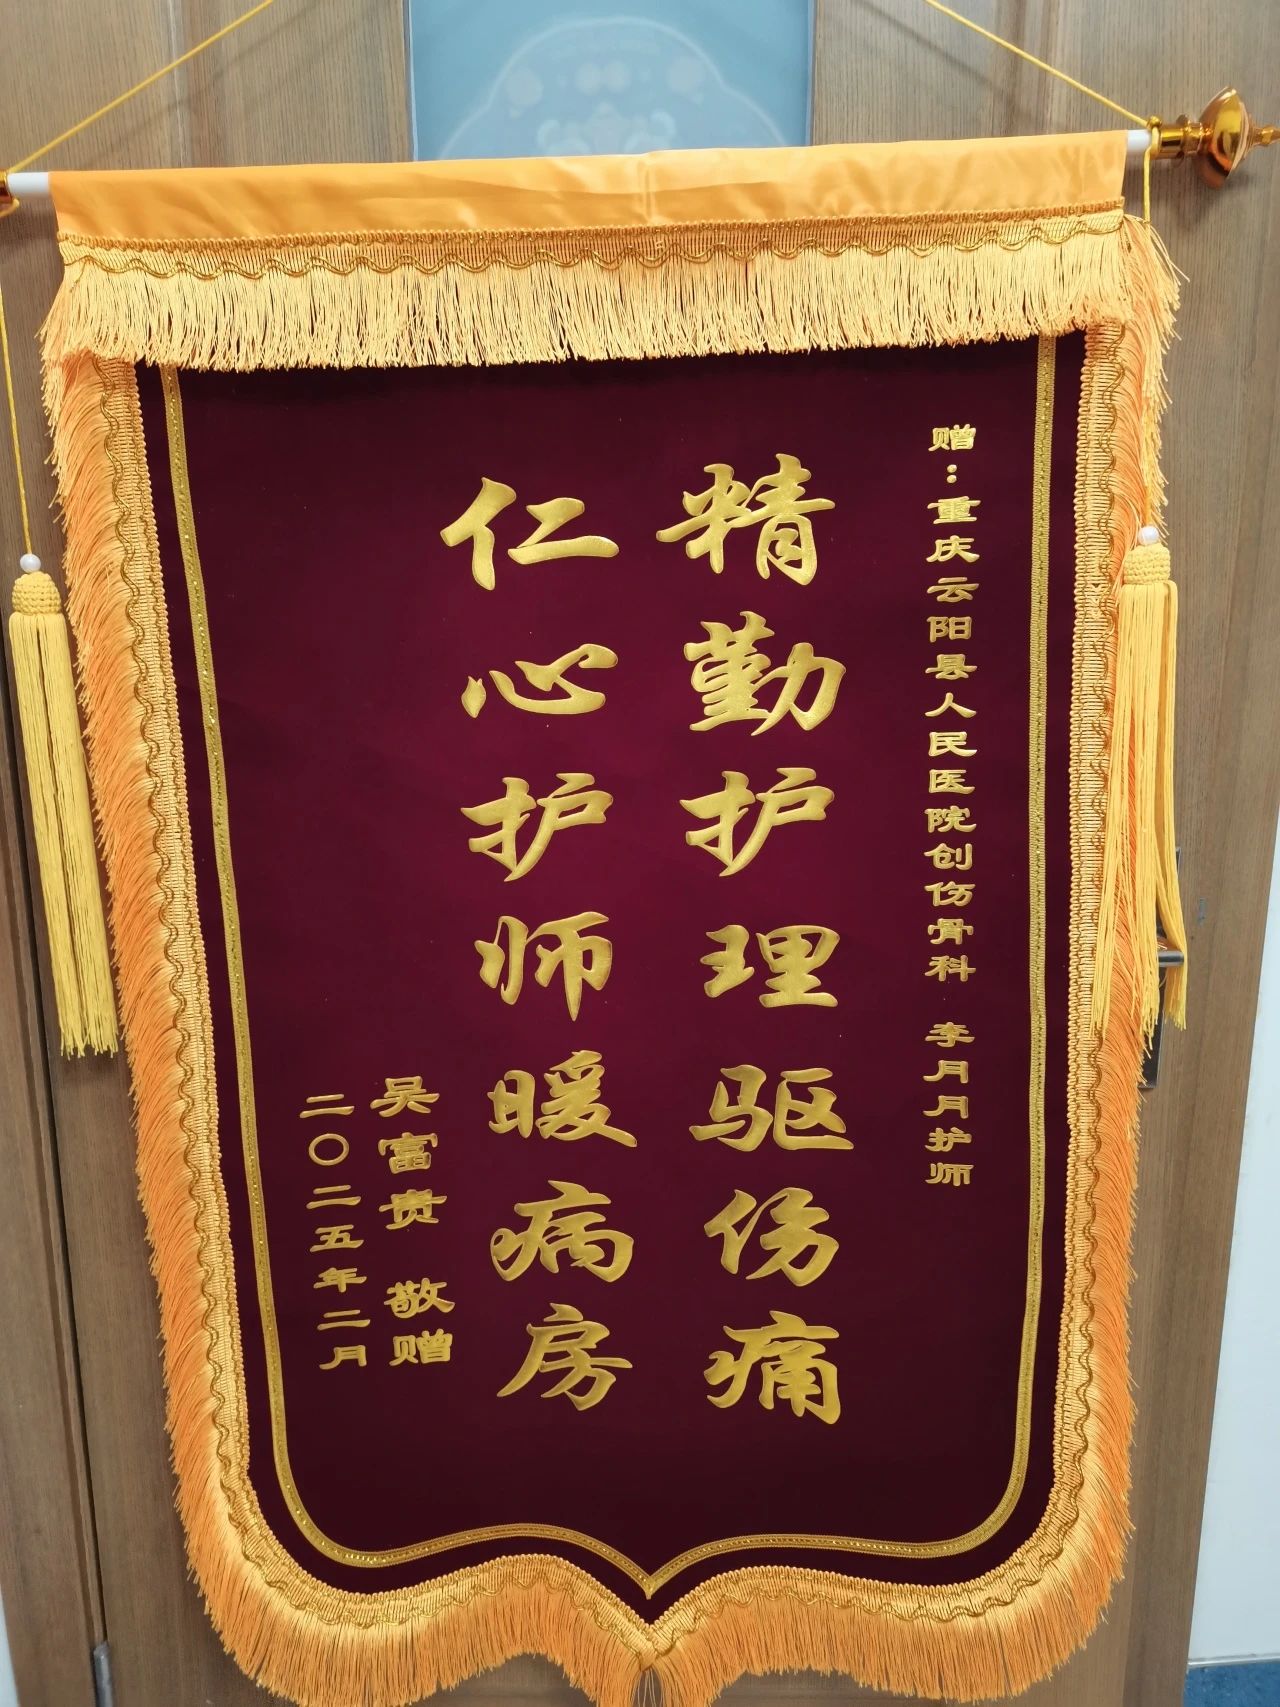 赠：重庆云阳县人民医院创伤骨科 李月月护师
精勤护理驱伤痛
仁心护师暖病房
吴富贵 敬赠
二〇二五年二月